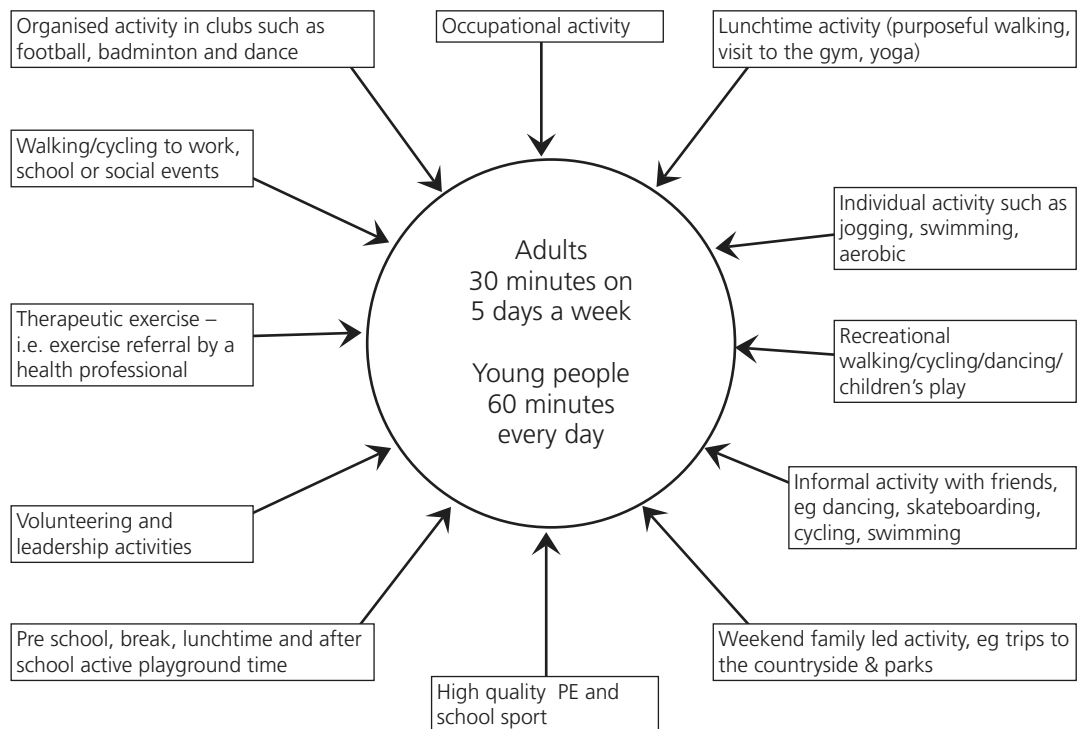 Organised activity in clubs such as
football, badminton and dance
Occupational activity
Lunchtime activity (purposeful walking,
visit to the gym, yoga)
Walking/cycling to work,
school or social events
Individual activity such as
jogging, swimming,
aerobic
Adults
30 minutes on
5 days a week
Young people
60 minutes
every day
Therapeutic exercise –
i.e. exercise referral by a
health professional
Recreational
walking/cycling/dancing/
children’s play
Volunteering and
leadership activities
Informal activity with friends,
eg dancing, skateboarding,
cycling, swimming
Pre school, break, lunchtime and after
school active playground time
High quality  PE and
school sport
Weekend family led activity, eg trips to
the countryside & parks